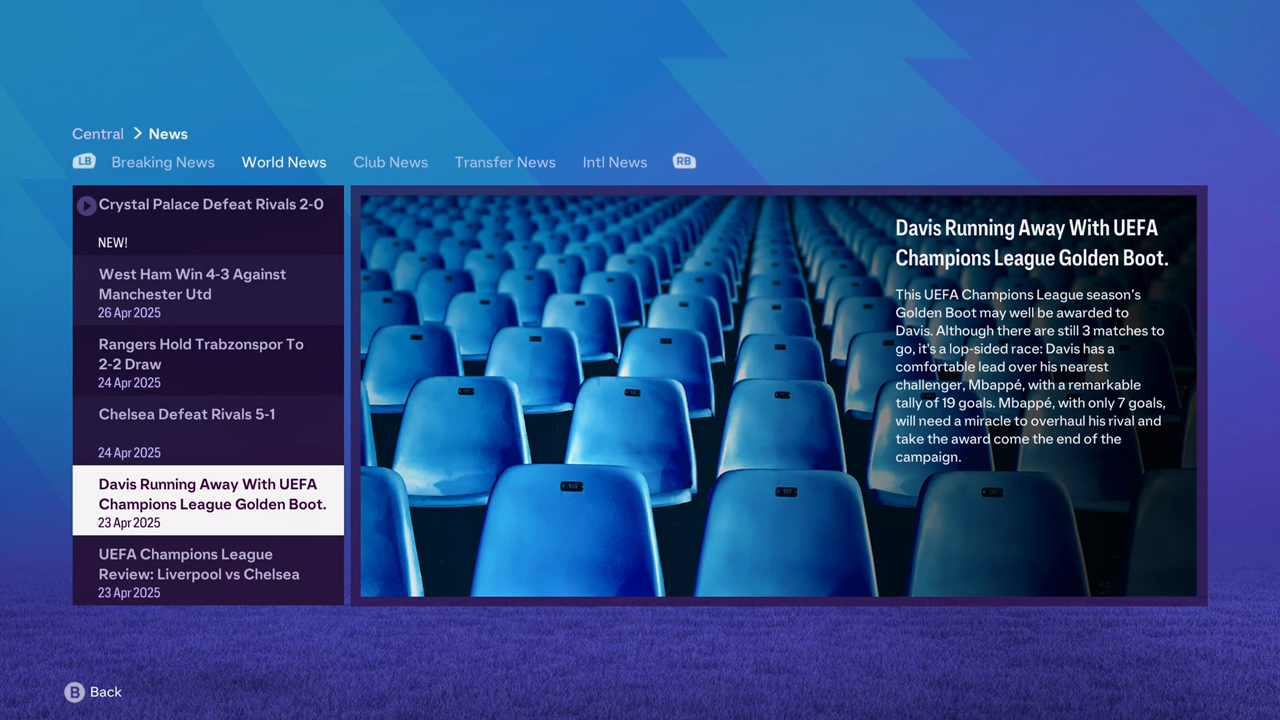 Central > News
LB Breaking News World News Club News Transfer News Intl News RB
Crystal Palace Defeat Rivals 2-0
NEW!
West Ham Win 4-3 Against
Manchester Utd
26 Apr 2025
Rangers Hold Trabzonspor To
2-2 Draw
24 Apr 2025
Chelsea Defeat Rivals 5-1
24 Apr 2025
Davis Running Away With UEFA
Champions League Golden Boot.
23 Apr 2025
UEFA Champions League
Review: Liverpool vs Chelsea
23 Apr 2025
Davis Running Away With UEFA
Champions League Golden Boot.
This UEFA Champions League season's
Golden Boot may well be awarded to
Davis. Although there are still 3 matches to
go, it's a lop-sided race: Davis has a
comfortable lead over his nearest
challenger, Mbappé, with a remarkable
tally of 19 goals. Mbappé, with only 7 goals,
will need a miracle to overhaul his rival and
take the award come the end of the
campaign.
B Back